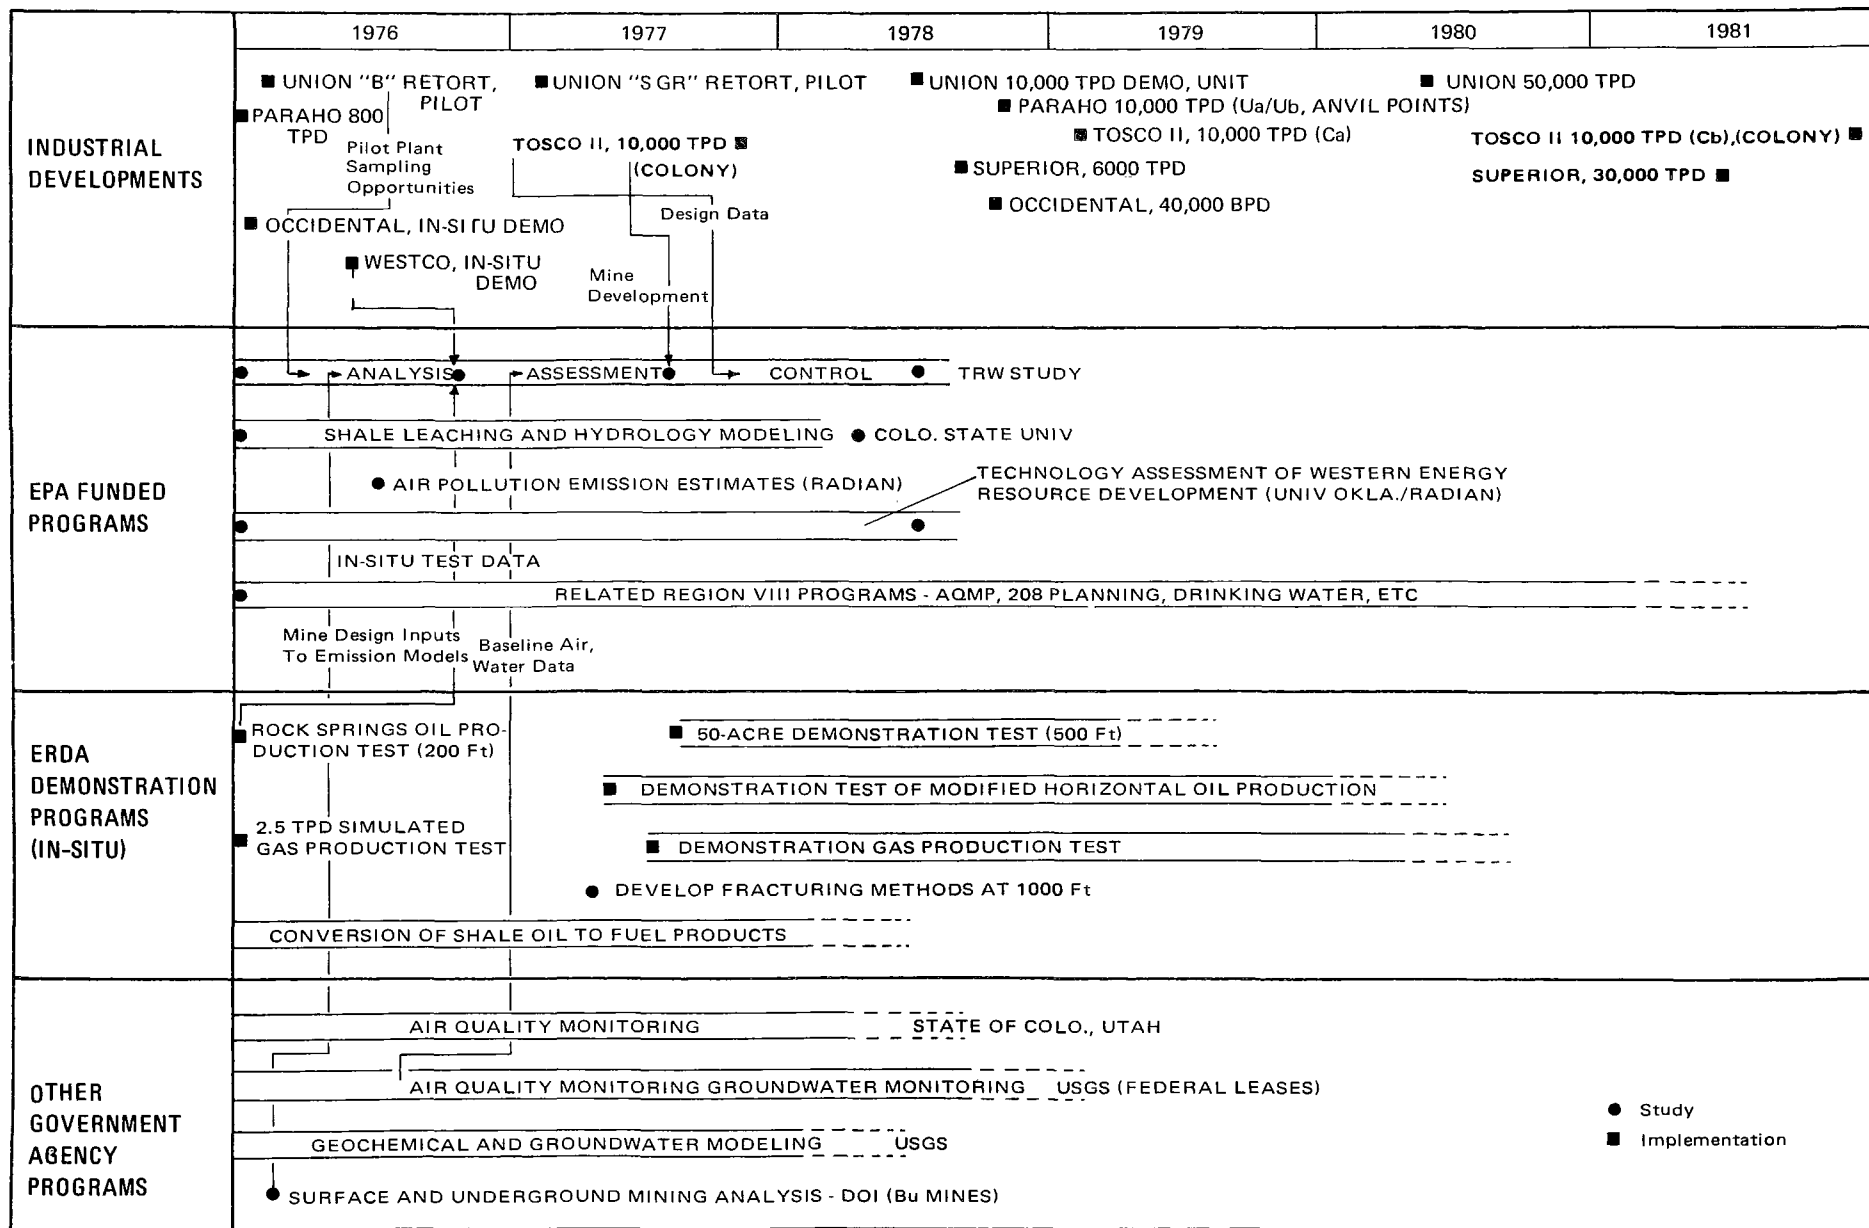 1976 1977 1978 1979 1980 1981
INDUSTRIAL
DEVELOPMENTS
UNION "B" RETORT,
PILOT
UNION "SGR" RETORT, PILOT
UNION 10,000 TPD DEMO, UNIT
UNION 50,000 TPD
PARAHO 800
TPD
PARAHO 10,000 TPD (Ua/Ub, ANVIL POINTS)
Pilot Plant
Sampling
Opportunities
TOSCO II, 10,000 TPD
(COLONY)
TOSCO II, 10,000 TPD (Ca)
TOSCO II 10,000 TPD (Cb),(COLONY)
SUPERIOR, 6000 TPD
SUPERIOR, 30,000 TPD
Design Data
OCCIDENTAL, 40,000 BPD
OCCIDENTAL, IN-SITU DEMO
WESTCO, IN-SITU
DEMO
Mine
Development
EPA FUNDED
PROGRAMS
ANALYSIS ASSESSMENT CONTROL TRW STUDY
SHALE LEACHING AND HYDROLOGY MODELING COLO. STATE UNIV
AIR POLLUTION EMISSION ESTIMATES (RADIAN)
TECHNOLOGY ASSESSMENT OF WESTERN ENERGY
RESOURCE DEVELOPMENT (UNIV OKLA./RADIAN)
IN-SITU TEST DATA
RELATED REGION VIII PROGRAMS - AQMP, 208 PLANNING, DRINKING WATER, ETC
Mine Design Inputs
To Emission Models
Baseline Air,
Water Data
ERDA
DEMONSTRATION
PROGRAMS
(IN-SITU)
ROCK SPRINGS OIL PRO-
DUCTION TEST (200 Ft)
50-ACRE DEMONSTRATION TEST (500 Ft)
DEMONSTRATION TEST OF MODIFIED HORIZONTAL OIL PRODUCTION
2.5 TPD SIMULATED
GAS PRODUCTION TEST
DEMONSTRATION GAS PRODUCTION TEST
DEVELOP FRACTURING METHODS AT 1000 Ft
CONVERSION OF SHALE OIL TO FUEL PRODUCTS
OTHER
GOVERNMENT
AGENCY
PROGRAMS
AIR QUALITY MONITORING STATE OF COLO., UTAH
AIR QUALITY MONITORING GROUNDWATER MONITORING USGS (FEDERAL LEASES)
GEOCHEMICAL AND GROUNDWATER MODELING USGS
SURFACE AND UNDERGROUND MINING ANALYSIS - DOI (Bu MINES)
Study
Implementation